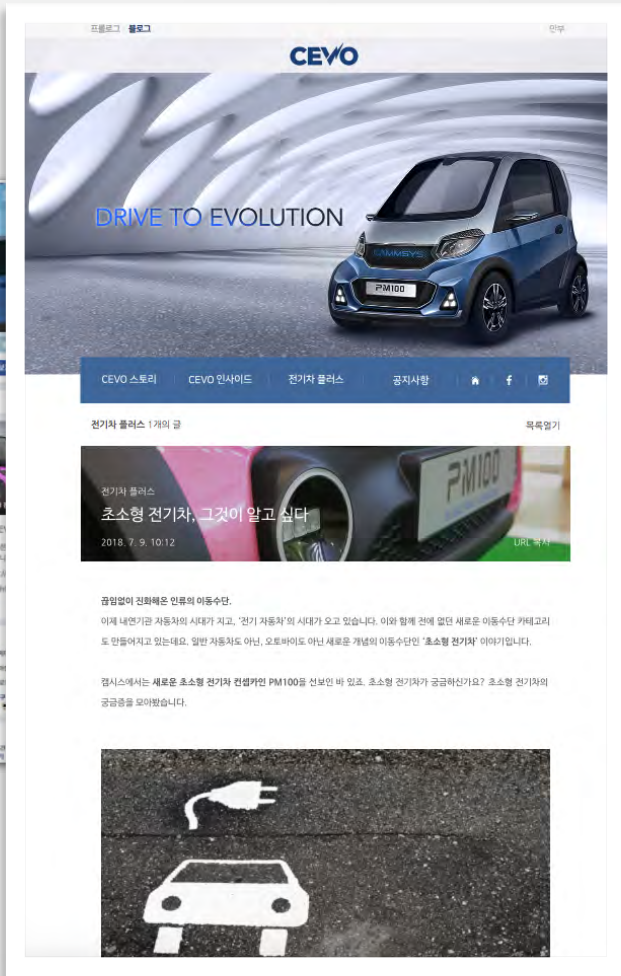 프롤로그 블로그
안부
CEVO
DRIVE TO EVOLUTION
KAMMSYS
PM100
CEVO 스토리 CEVO 인사이드 전기차 플러스 공지사항
전기차 플러스 1개의 글 목록열기
PM100
전기차 플러스
초소형 전기차, 그것이 알고 싶다
2018. 7. 9. 10:12 URL 복사
끊임없이 진화해온 인류의 이동수단.
이제 내연기관 자동차의 시대가 지고, '전기 자동차'의 시대가 오고 있습니다. 이와 함께 전에 없던 새로운 이동수단 카테고리
도 만들어지고 있는데요. 일반 자동차도 아닌, 오토바이도 아닌 새로운 개념의 이동수단인 '초소형 전기차' 이야기입니다.
캠시스에서는 새로운 초소형 전기차 컨셉카인 PM100을 선보인 바 있죠. 초소형 전기차가 궁금하신가요? 초소형 전기차의
궁금증을 모아봤습니다.